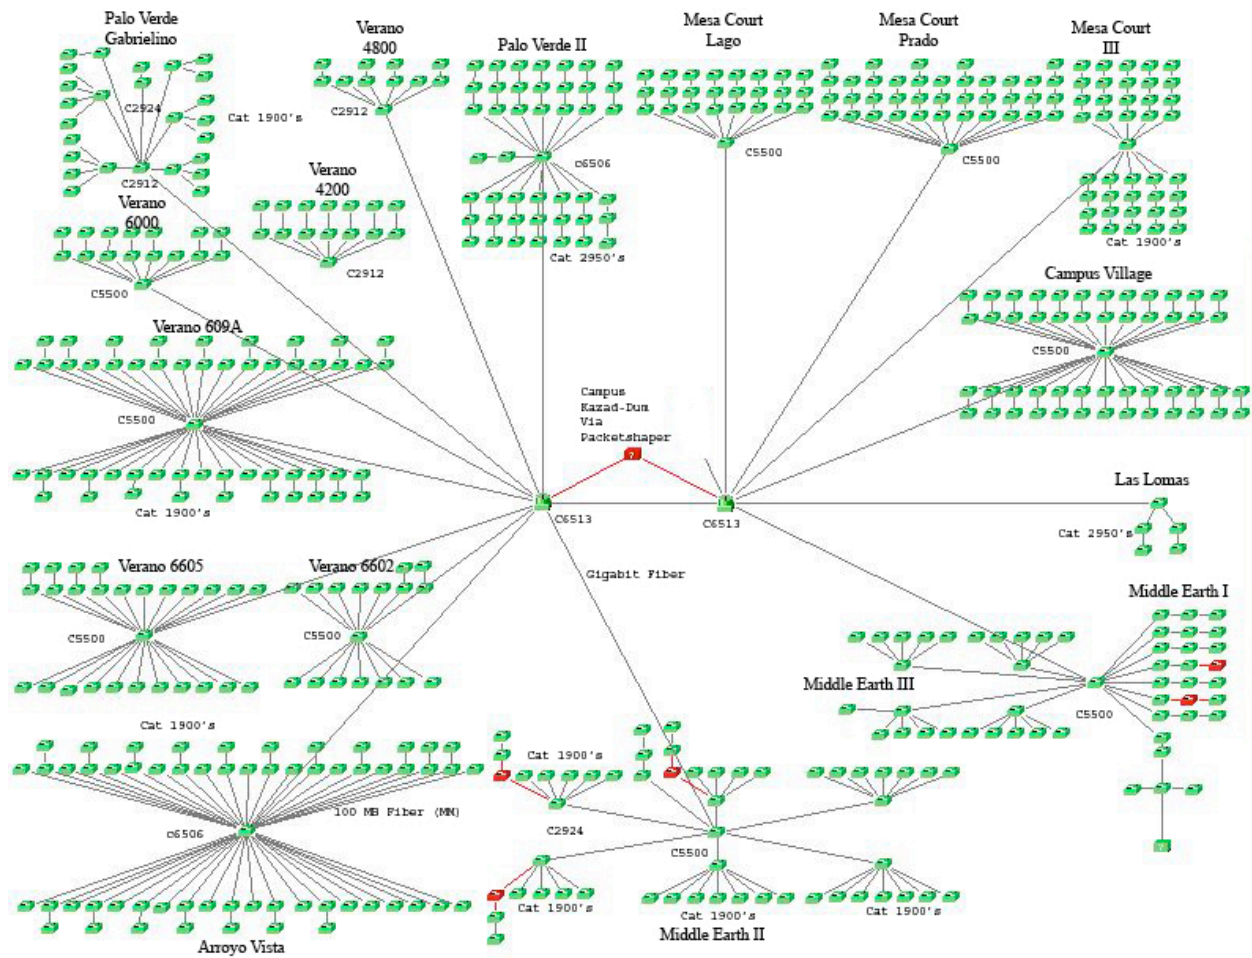 Palo Verde
Gabrielino
Verano
4800
Palo Verde II
Mesa Court
Lago
Mesa Court
Prado
Mesa Court
III
C2924
Cat 1900's
C2912
C2912
c6506
C5500
C5500
Verano
4200
Verano
6000
C2912
C5500
Cat 2950's
Cat 1900's
Campus Village
C5500
Verano 609A
C5500
Cat 1900's
Campus
Kazad-Dum
Via
Packetshaper
?
C6513
C6513
Las Lomas
Cat 2950's
Gigabit Fiber
Verano 6605
Verano 6602
C5500
C5500
Middle Earth I
Middle Earth III
C5500
Cat 1900's
Cat 1900's
100 MB Fiber (MM)
c6506
C2924
C5500
Cat 1900's
Cat 1900's
Cat 1900's
Middle Earth II
Arroyo Vista
?